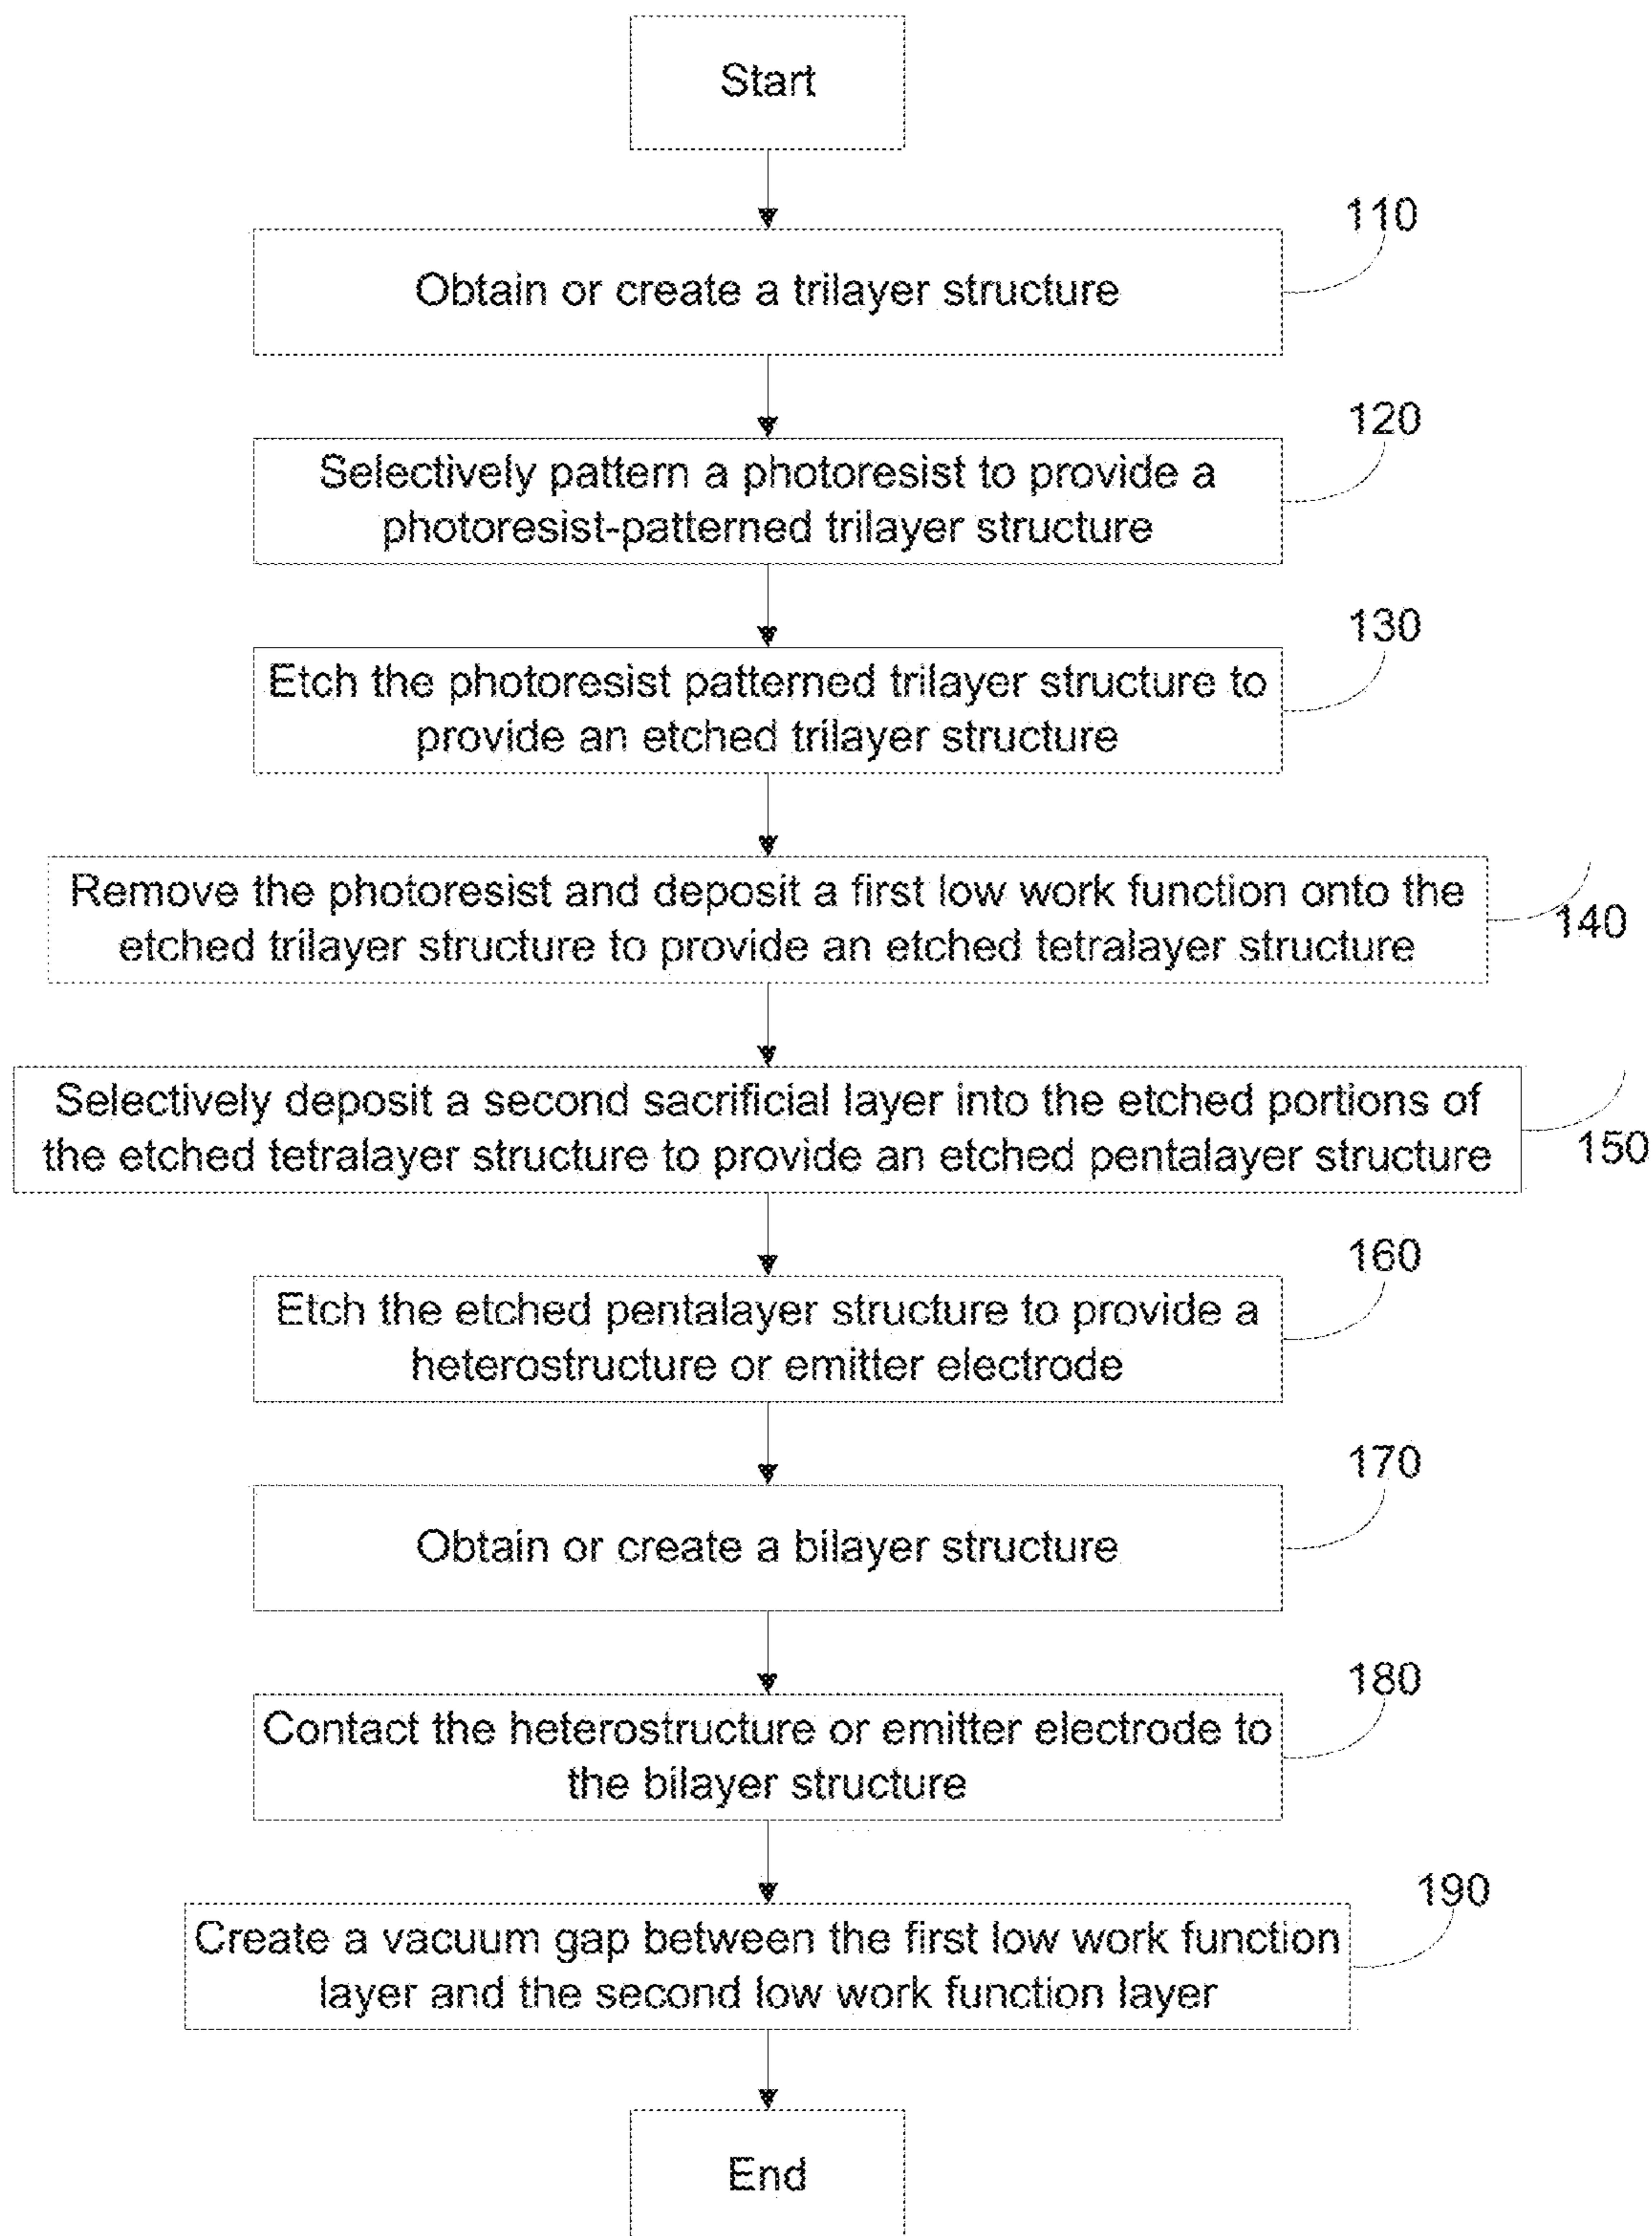 Start
110
Obtain or create a trilayer structure
120
Selectively pattern a photoresist to provide a
photoresist-patterned trilayer structure
130
Etch the photoresist patterned trilayer structure to
provide an etched trilayer structure
Remove the photoresist and deposit a first low work function onto the
etched trilayer structure to provide an etched tetralayer structure
140
Selectively deposit a second sacrificial layer into the etched portions of
the etched tetralayer structure to provide an etched pentalayer structure
150
160
Etch the etched pentalayer structure to provide a
heterostructure or emitter electrode
170
Obtain or create a bilayer structure
180
Contact the heterostructure or emitter electrode to
the bilayer structure
190
Create a vacuum gap between the first low work function
layer and the second low work function layer
End